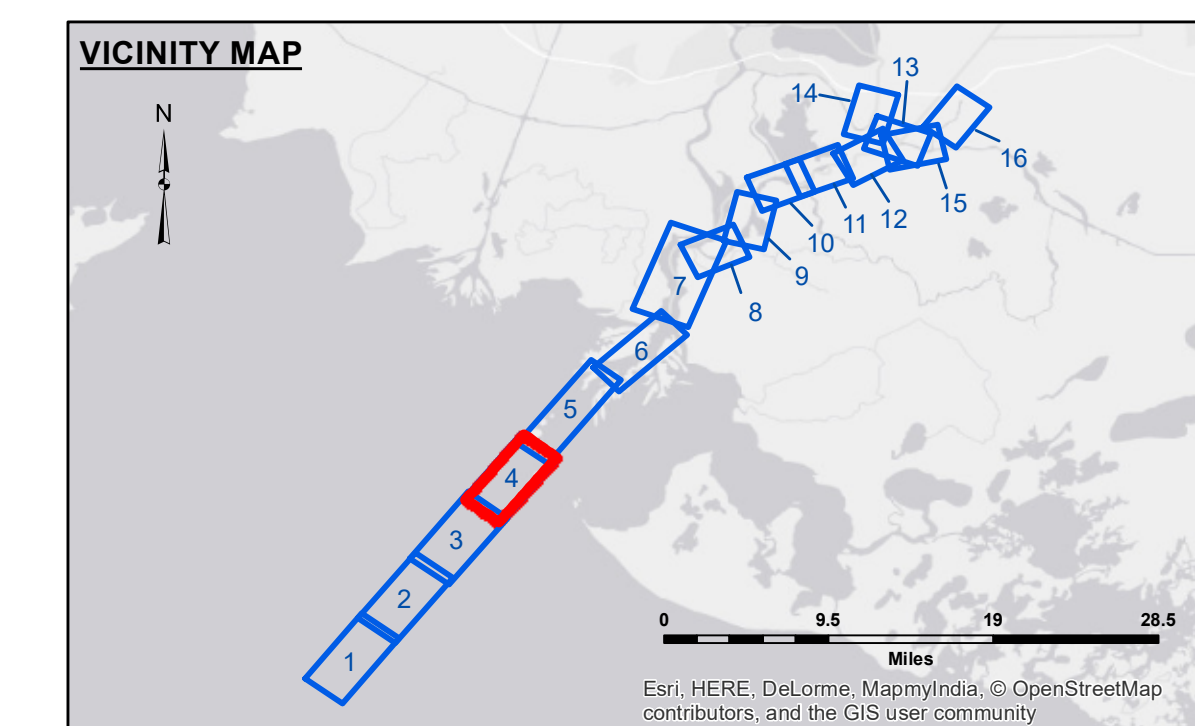 VICINITY MAP
N
13
14
16
15
12
11
10
9
8
7
6
5
4
3
2
1
0 9.5 19 28.5
Miles
Esri, HERE, DeLorme, MapmyIndia, © OpenStreetMap
contributors, and the GIS user community